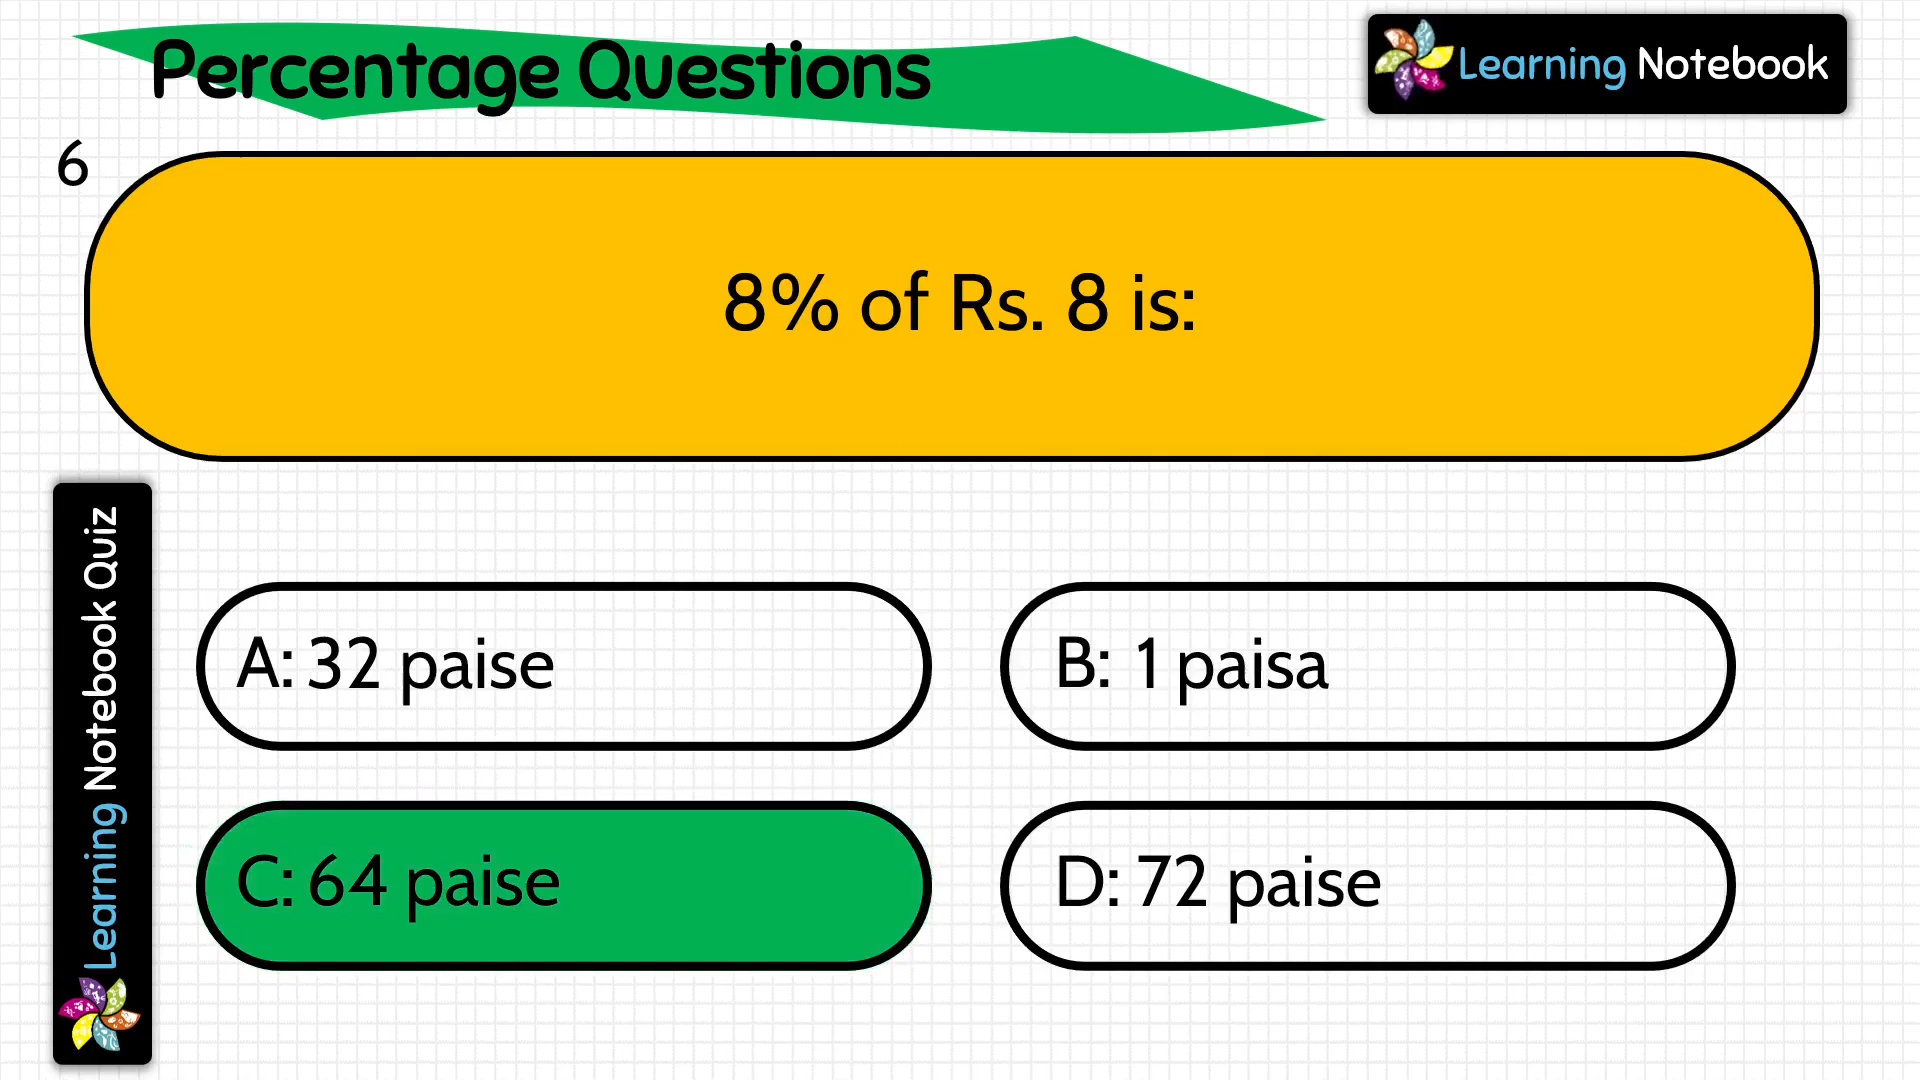 Percentage Questions
Learning Notebook
6
8% of Rs. 8 is:
A: 32 paise
B: 1 paisa
C: 64 paise
D: 72 paise
Learning Notebook Quiz